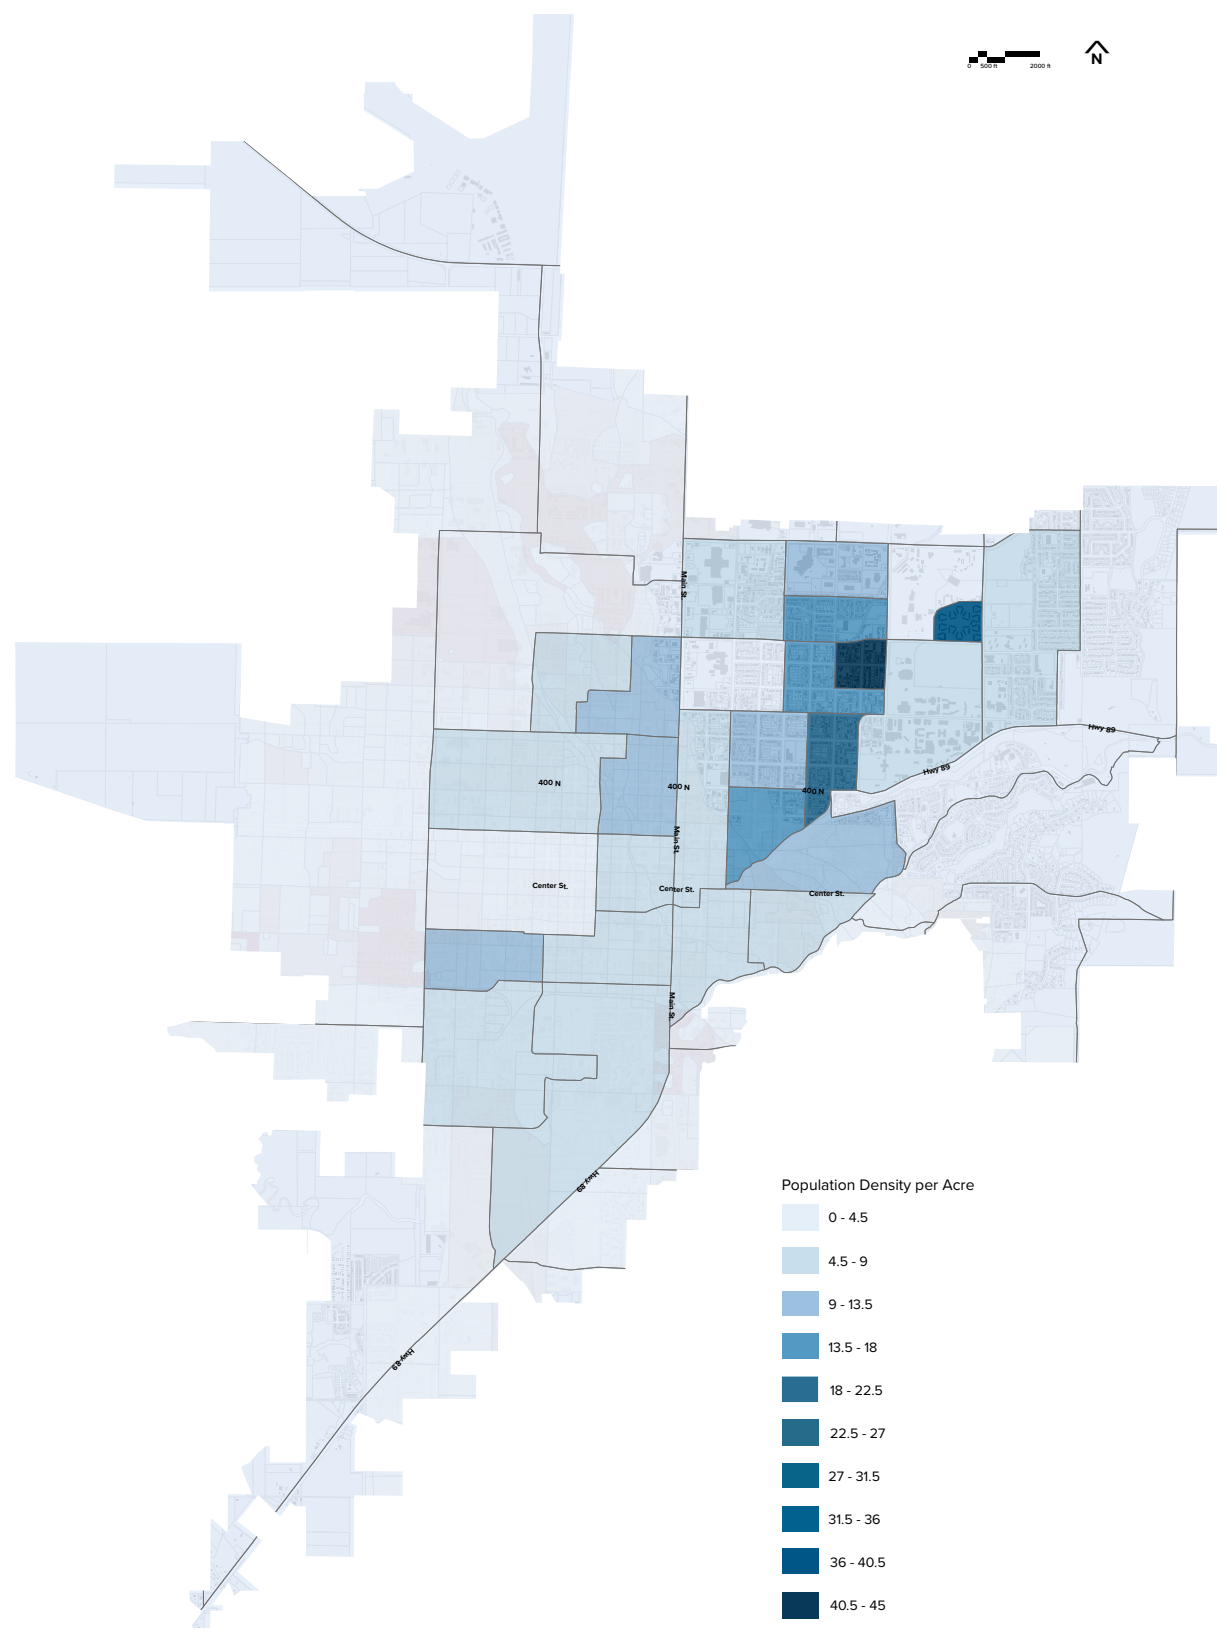 0 500 ft 2000 ft
N
Main St.
Hwy 89
Hwy 89
400 N
400 N
400 N
Main St.
Center St.
Center St.
Center St.
Main St.
Hwy 89
Hwy 89
Population Density per Acre
0 - 4.5
4.5 - 9
9 - 13.5
13.5 - 18
18 - 22.5
22.5 - 27
27 - 31.5
31.5 - 36
36 - 40.5
40.5 - 45